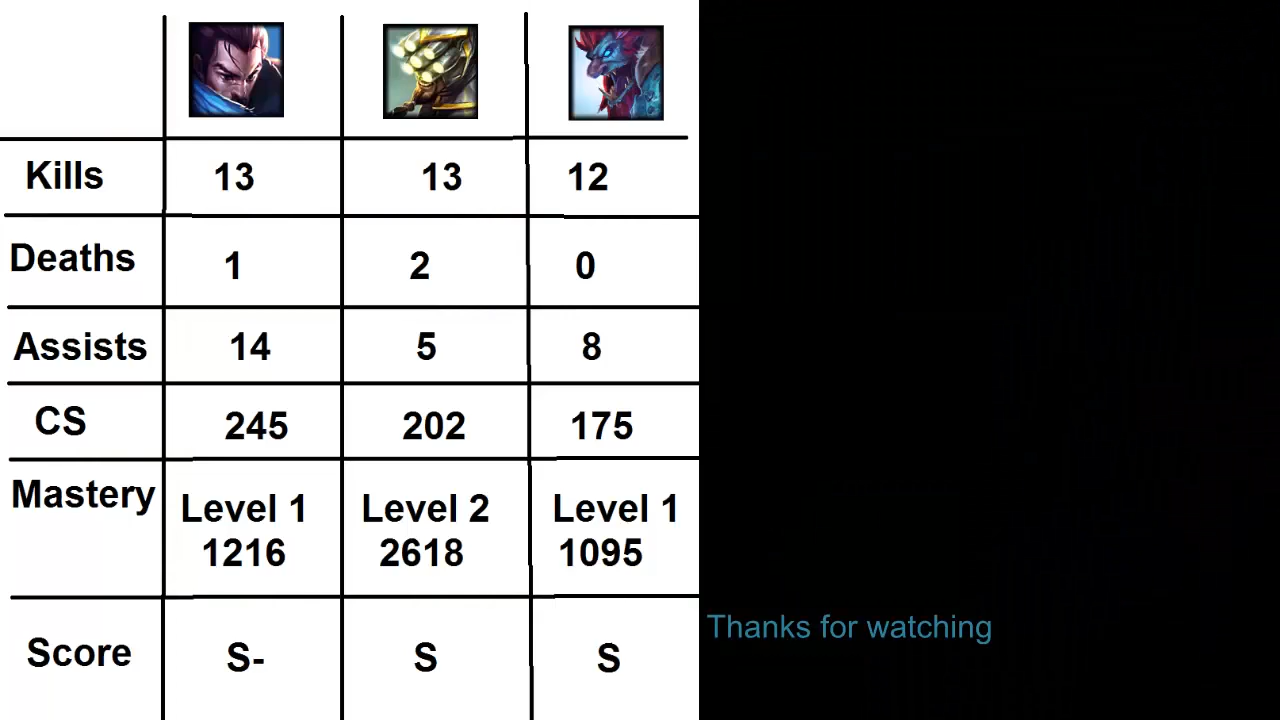 Kills 13 13 12
Deaths 1 2 0
Assists 14 5 8
CS 245 202 175
Mastery Level 1 Level 2 Level 1
1216 2618 1095
Thanks for watching
Score S- S S